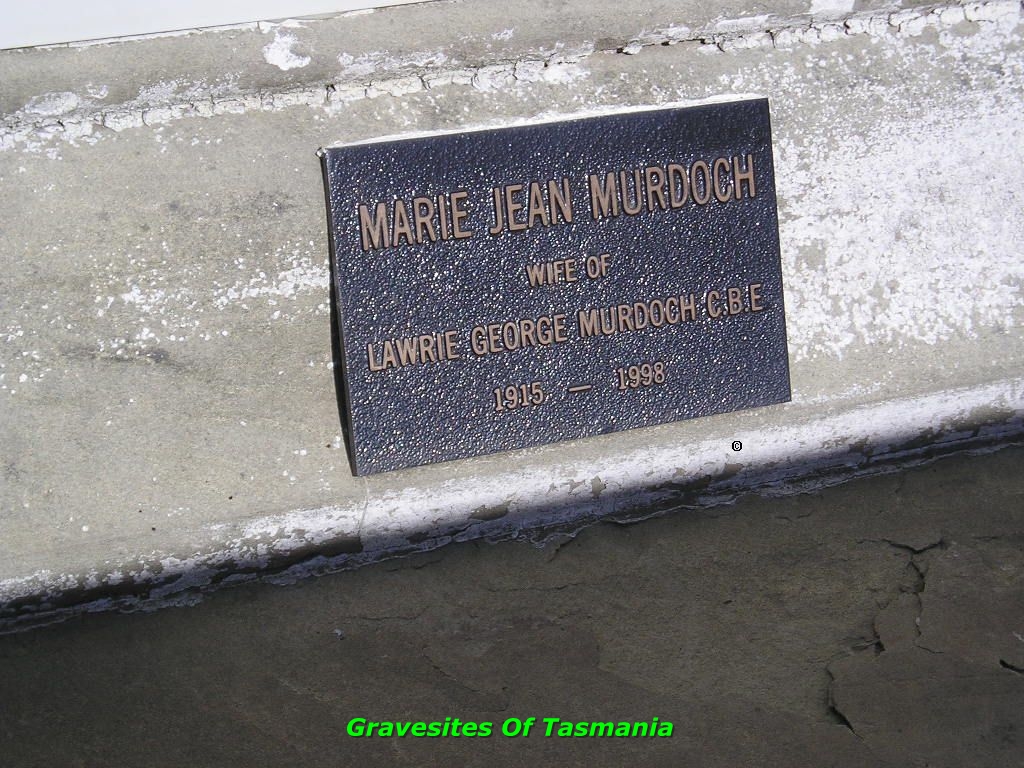 MARIE JEAN MURDOCH
WIFE OF
LAWRIE GEORGE MURDOCH C.B.E
1915 — 1998
©
Gravesites Of Tasmania